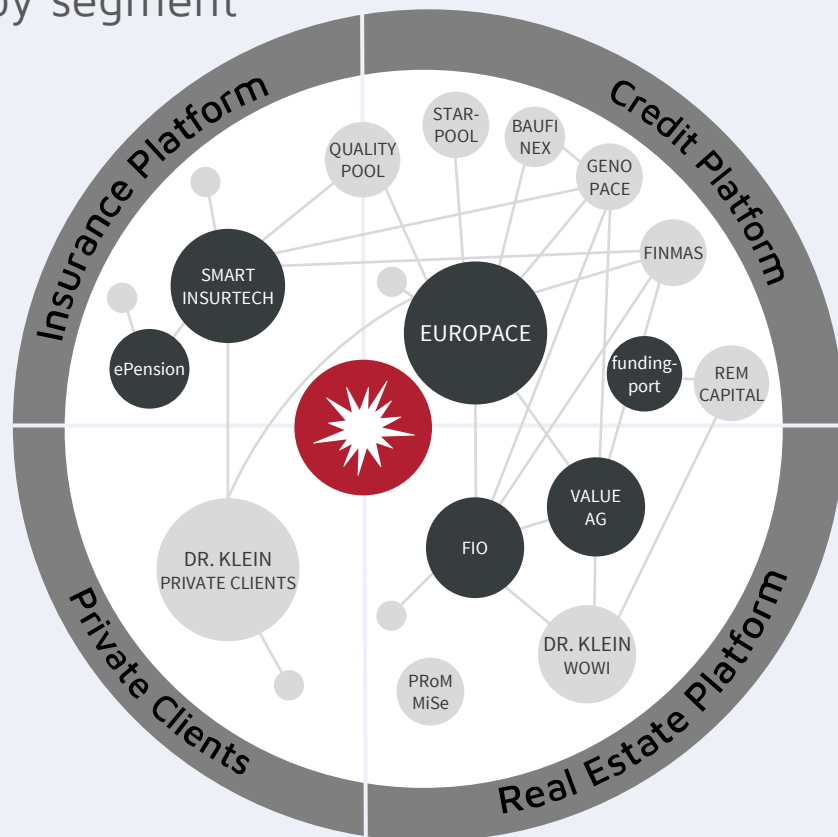 by segment
Insurance Platform
Credit Platform
QUALITY
POOL
STAR-
POOL
BAUFI
NEX
GENO
PACE
FINMAS
SMART
INSURTECH
EUROPACE
ePension
funding-
port
REM
CAPITAL
VALUE
AG
FIO
DR. KLEIN
PRIVATE CLIENTS
DR. KLEIN
WOWI
PRoM
MiSe
Private Clients
Real Estate Platform